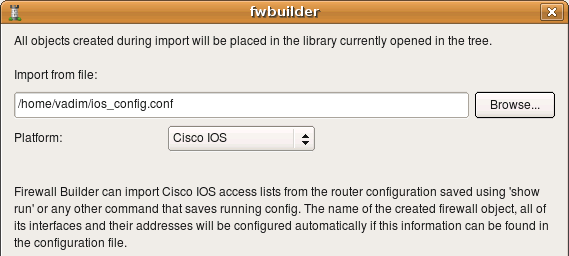 fwbuilder
All objects created during import will be placed in the library currently opened in the tree.
Import from file:
/home/vadim/ios_config.conf
Browse...
Platform:
Cisco IOS
Firewall Builder can import Cisco IOS access lists from the router configuration saved using 'show
run' or any other command that saves running config. The name of the created firewall object, all of
its interfaces and their addresses will be configured automatically if this information can be found in
the configuration file.